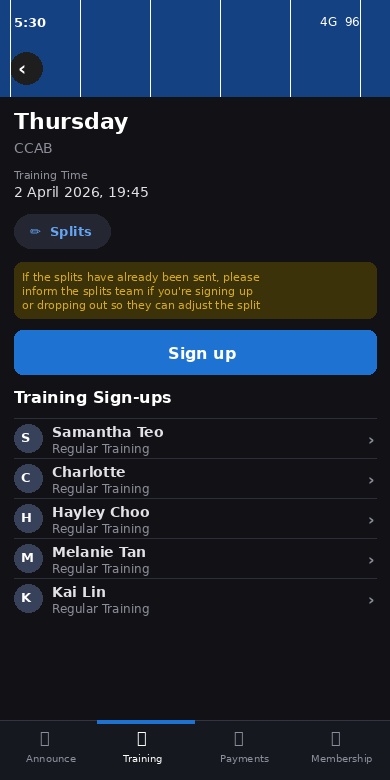 5:30
4G 96
Thursday
CCAB
Training Time
2 April 2026, 19:45
✏ Splits
If the splits have already been sent, please
inform the splits team if you're signing up
or dropping out so they can adjust the split
Sign up
Training Sign-ups
S
Samantha Teo
Regular Training
C
Charlotte
Regular Training
H
Hayley Choo
Regular Training
M
Melanie Tan
Regular Training
K
Kai Lin
Regular Training
Announce
Training
Payments
Membership